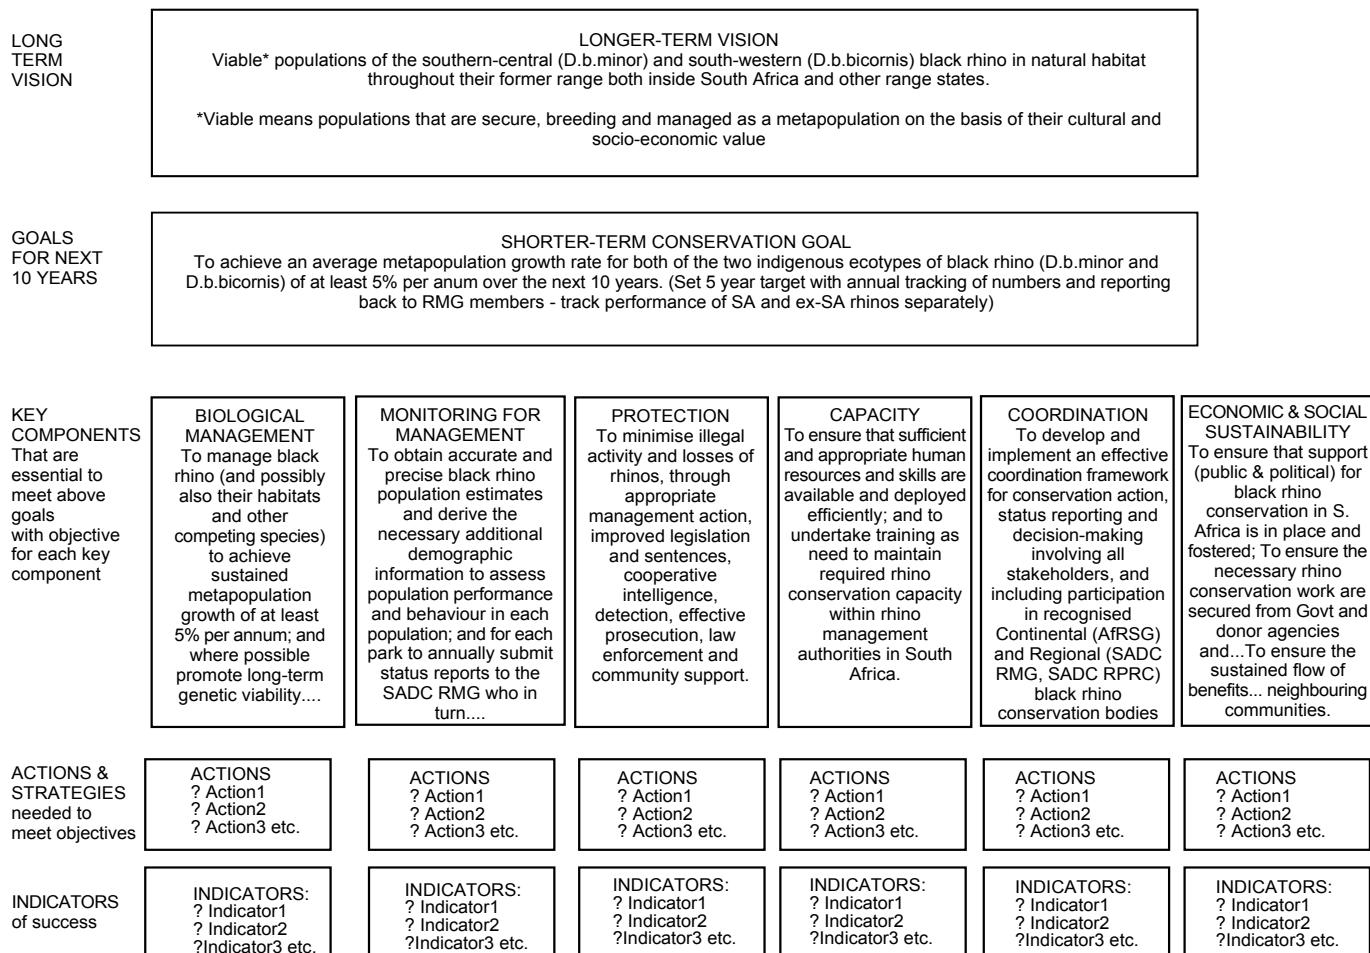 LONG
TERM
VISION
LONGER-TERM VISION
Viable* populations of the southern-central (D.b.minor) and south-western (D.b.bicornis) black rhino in natural habitat
throughout their former range both inside South Africa and other range states.
*Viable means populations that are secure, breeding and managed as a metapopulation on the basis of their cultural and
socio-economic value
GOALS
FOR NEXT
10 YEARS
SHORTER-TERM CONSERVATION GOAL
To achieve an average metapopulation growth rate for both of the two indigenous ecotypes of black rhino (D.b.minor and
D.b.bicornis) of at least 5% per anum over the next 10 years. (Set 5 year target with annual tracking of numbers and reporting
back to RMG members - track performance of SA and ex-SA rhinos separately)
KEY
COMPONENTS
That are
essential to
meet above
goals
with objective
for each key
component
BIOLOGICAL
MANAGEMENT
To manage black
rhino (and possibly
also their habitats
and other
competing species)
to achieve
sustained
metapopulation
growth of at least
5% per annum; and
where possible
promote long-term
genetic viability....
MONITORING FOR
MANAGEMENT
To obtain accurate and
precise black rhino
population estimates
and derive the
necessary additional
demographic
information to assess
population performance
and behaviour in each
population; and for each
park to annually submit
status reports to the
SADC RMG who in
turn....
PROTECTION
To minimise illegal
activity and losses of
rhinos, through
appropriate
management action,
improved legislation
and sentences,
cooperative
intelligence,
detection, effective
prosecution, law
enforcement and
community support.
CAPACITY
To ensure that sufficient
and appropriate human
resources and skills are
available and deployed
efficiently; and to
undertake training as
need to maintain
required rhino
conservation capacity
within rhino
management
authorities in South
Africa.
COORDINATION
To develop and
implement an effective
coordination framework
for conservation action,
status reporting and
decision-making
involving all
stakeholders, and
including participation
in recognised
Continental (AfRSG)
and Regional (SADC
RMG, SADC RPRC)
black rhino
conservation bodies
ECONOMIC & SOCIAL
SUSTAINABILITY
To ensure that support
(public & political) for
black rhino
conservation in S.
Africa is in place and
fostered; To ensure the
necessary rhino
conservation work are
secured from Govt and
donor agencies
and...To ensure the
sustained flow of
benefits... neighbouring
communities.
ACTIONS &
STRATEGIES
needed to
meet objectives
ACTIONS
? Action1
? Action2
? Action3 etc.
ACTIONS
? Action1
? Action2
? Action3 etc.
ACTIONS
? Action1
? Action2
? Action3 etc.
ACTIONS
? Action1
? Action2
? Action3 etc.
ACTIONS
? Action1
? Action2
? Action3 etc.
ACTIONS
? Action1
? Action2
? Action3 etc.
INDICATORS
of success
INDICATORS:
? Indicator1
? Indicator2
?Indicator3 etc.
INDICATORS:
? Indicator1
? Indicator2
?Indicator3 etc.
INDICATORS:
? Indicator1
? Indicator2
?Indicator3 etc.
INDICATORS:
? Indicator1
? Indicator2
?Indicator3 etc.
INDICATORS:
? Indicator1
? Indicator2
?Indicator3 etc.
INDICATORS:
? Indicator1
? Indicator2
?Indicator3 etc.